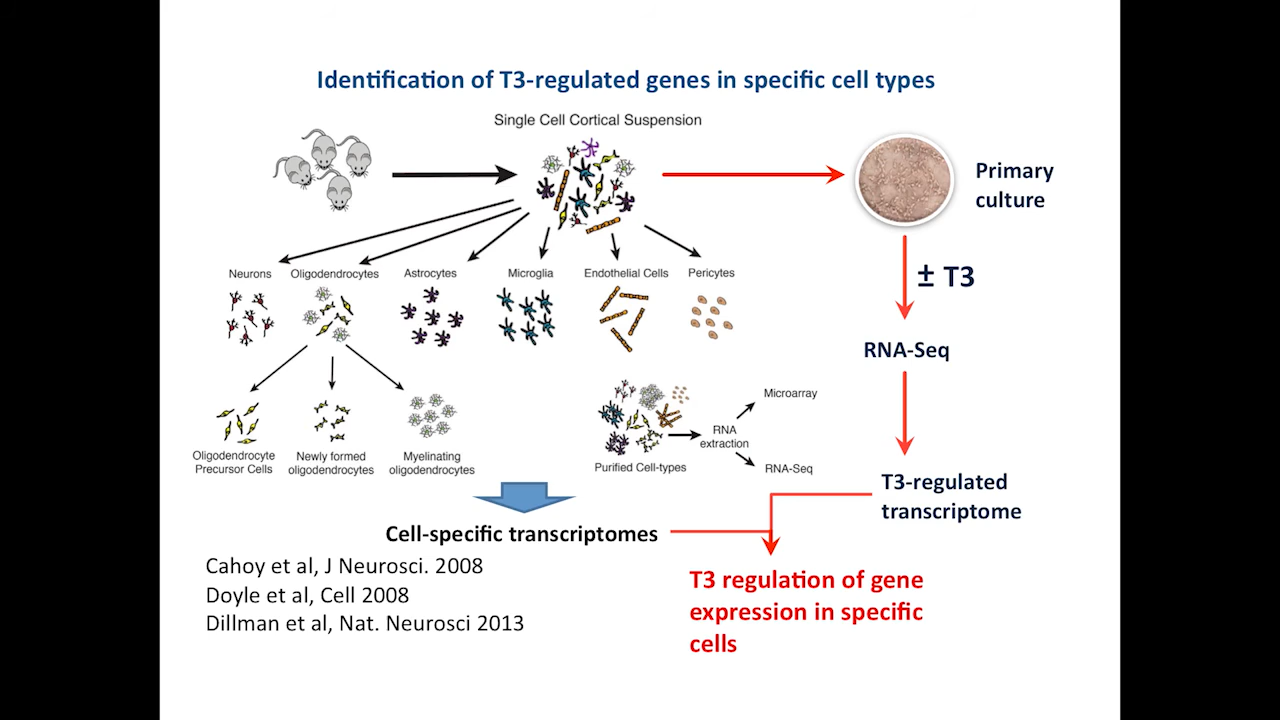 Identification of T3-regulated genes in specific cell types
Single Cell Cortical Suspension
Primary
culture
± T3
Neurons
Oligodendrocytes
Astrocytes
Microglia
Endothelial Cells
Pericytes
RNA-Seq
Oligodendrocyte
Precursor Cells
Newly formed
oligodendrocytes
Myelinating
oligodendrocytes
Purified Cell-types
RNA
extraction
Microarray
RNA-Seq
T3-regulated
transcriptome
Cell-specific transcriptomes
Cahoy et al, J Neurosci. 2008
Doyle et al, Cell 2008
Dillman et al, Nat. Neurosci 2013
T3 regulation of gene
expression in specific
cells